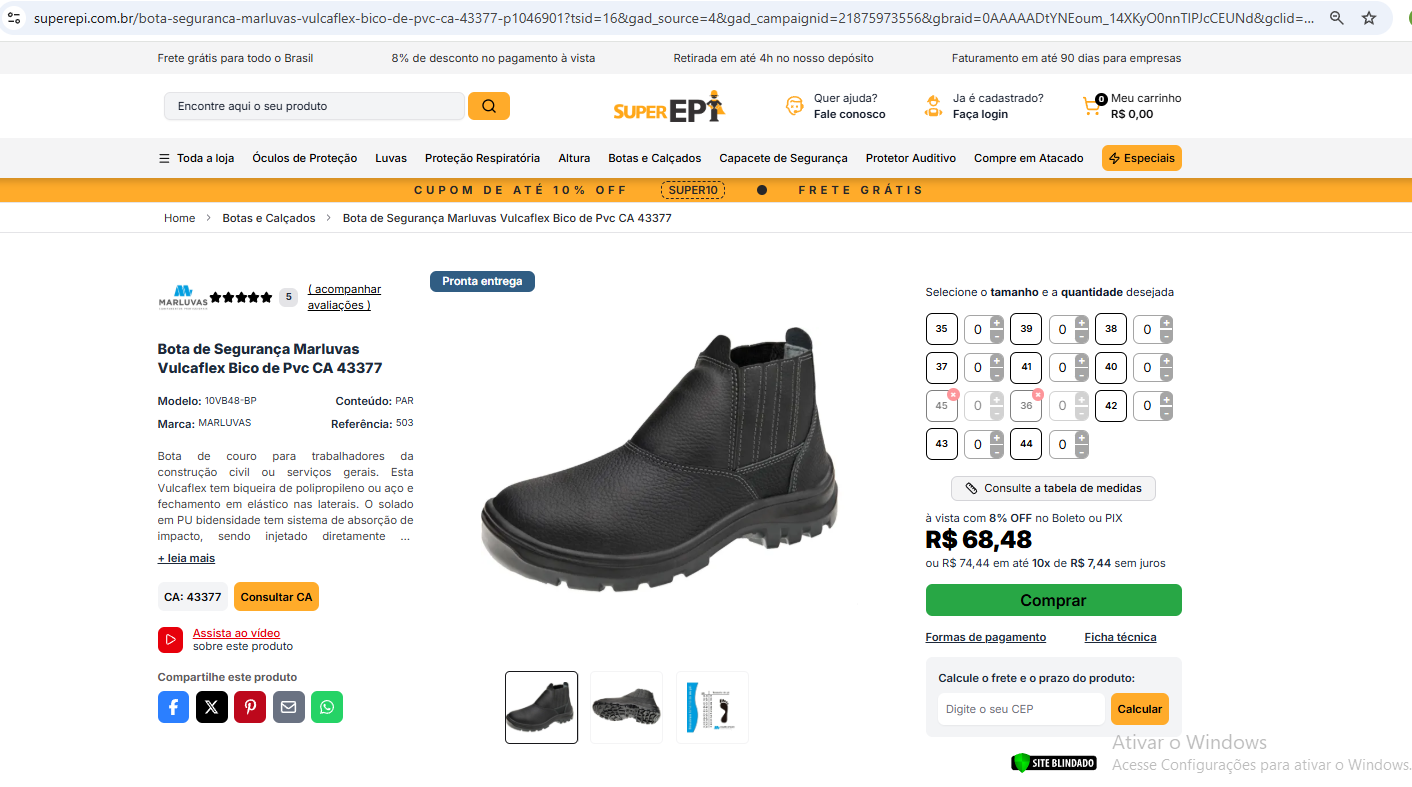 superepi.com.br/bota-seguranca-marluvas-vulcaflex-bico-de-pvc-ca-43377-p1046901?tsid=16&gad_source=4&gad_campaignid=21875973556&gbraid=0AAAAADtYNEoum_14XKyO0nnTIPJcCEUNd&gclid=...
Frete grátis para todo o Brasil
8% de desconto no pagamento à vista
Retirada em até 4h no nosso depósito
Faturamento em até 90 dias para empresas
Encontre aqui o seu produto
SUPER EPI
Quer ajuda?
Fale conosco
Já é cadastrado?
Faça login
0
Meu carrinho
R$ 0,00
Toda a loja
Óculos de Proteção
Luvas
Proteção Respiratória
Altura
Botas e Calçados
Capacete de Segurança
Protetor Auditivo
Compre em Atacado
Especiais
CUPOM DE ATÉ 10% OFF
SUPER10
FRETE GRÁTIS
Home > Botas e Calçados > Bota de Segurança Marluvas Vulcaflex Bico de Pvc CA 43377
MARLUVAS
5
( acompanhar
avaliações )
Bota de Segurança Marluvas
Vulcaflex Bico de Pvc CA 43377
Modelo: 10VB48-BP
Conteúdo: PAR
Marca: MARLUVAS
Referência: 503
Bota de couro para trabalhadores da
construção civil ou serviços gerais. Esta
Vulcaflex tem biqueira de polipropileno ou aço e
fechamento em elástico nas laterais. O solado
em PU bidensidade tem sistema de absorção de
impacto, sendo injetado diretamente ...
+ leia mais
CA: 43377
Consultar CA
Assista ao vídeo
sobre este produto
Compartilhe este produto
Pronta entrega
Selecione o tamanho e a quantidade desejada
35 0 + - 39 0 + - 38 0 + -
37 0 + - 41 0 + - 40 0 + -
45 0 + - 36 0 + - 42 0 + -
43 0 + - 44 0 + -
Consulte a tabela de medidas
à vista com 8% OFF no Boleto ou PIX
R$ 68,48
ou R$ 74,44 em até 10x de R$ 7,44 sem juros
Comprar
Formas de pagamento
Ficha técnica
Calcule o frete e o prazo do produto:
Digite o seu CEP
Calcular
SITE BLINDADO
Ativar o Windows
Acesse Configurações para ativar o Windows.